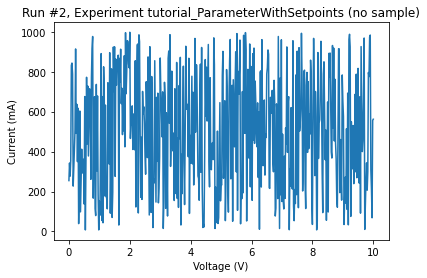 Run #2, Experiment tutorial_ParameterWithSetpoints (no sample)
1000
800
600
400
200
0
Current (mA)
0 2 4 6 8 10
Voltage (V)